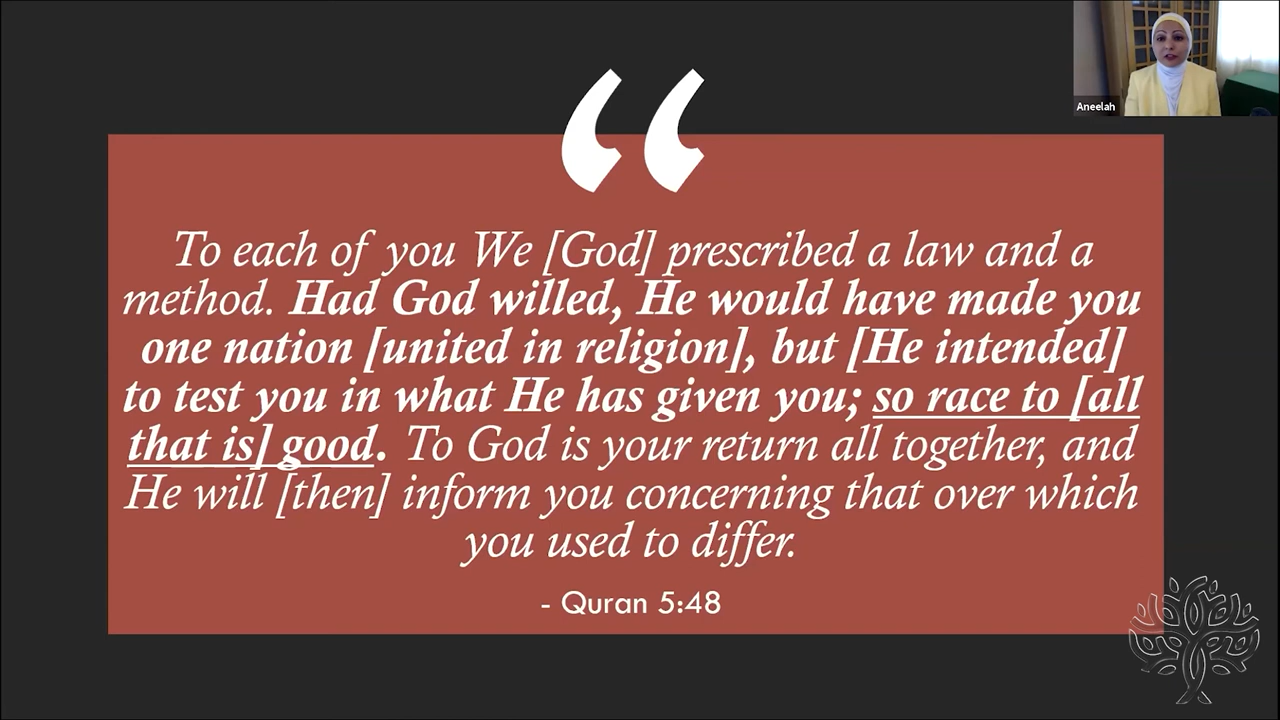 Aneelah
“
To each of you We [God] prescribed a law and a
method. Had God willed, He would have made you
one nation [united in religion], but [He intended]
to test you in what He has given you; so race to [all
that is] good. To God is your return all together, and
He will [then] inform you concerning that over which
you used to differ.
- Quran 5:48